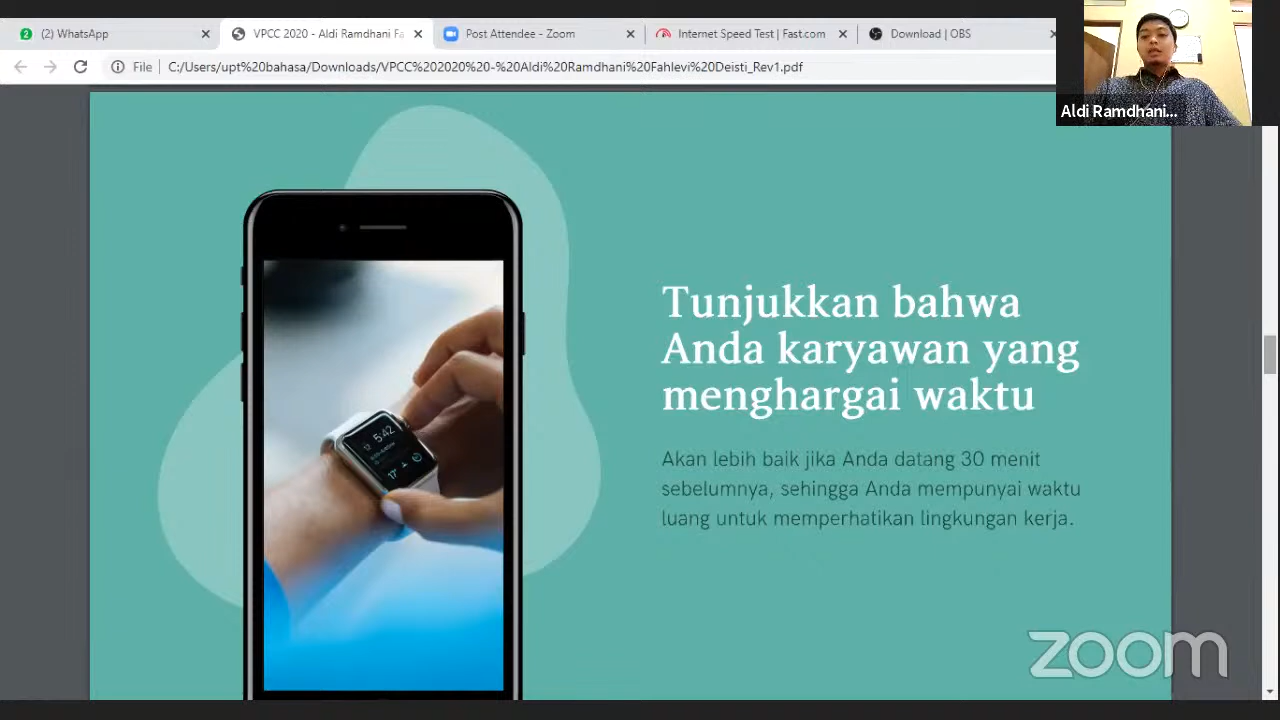 (2) WhatsApp
VPCC 2020 - Aldi Ramdhani Fa
Post Attendee - Zoom
Internet Speed Test | Fast.com
Download | OBS
File
C:/Users/upt%20bahasa/Downloads/VPCC%202020%20-%20Aldi%20Ramdhani%20Fahlevi%20Deisti_Rev1.pdf
Aldi Ramdhani...
5:42
17°
Tunjukkan bahwa
Anda karyawan yang
menghargai waktu
Akan lebih baik jika Anda datang 30 menit
sebelumnya, sehingga Anda mempunyai waktu
luang untuk memperhatikan lingkungan kerja.
zoom